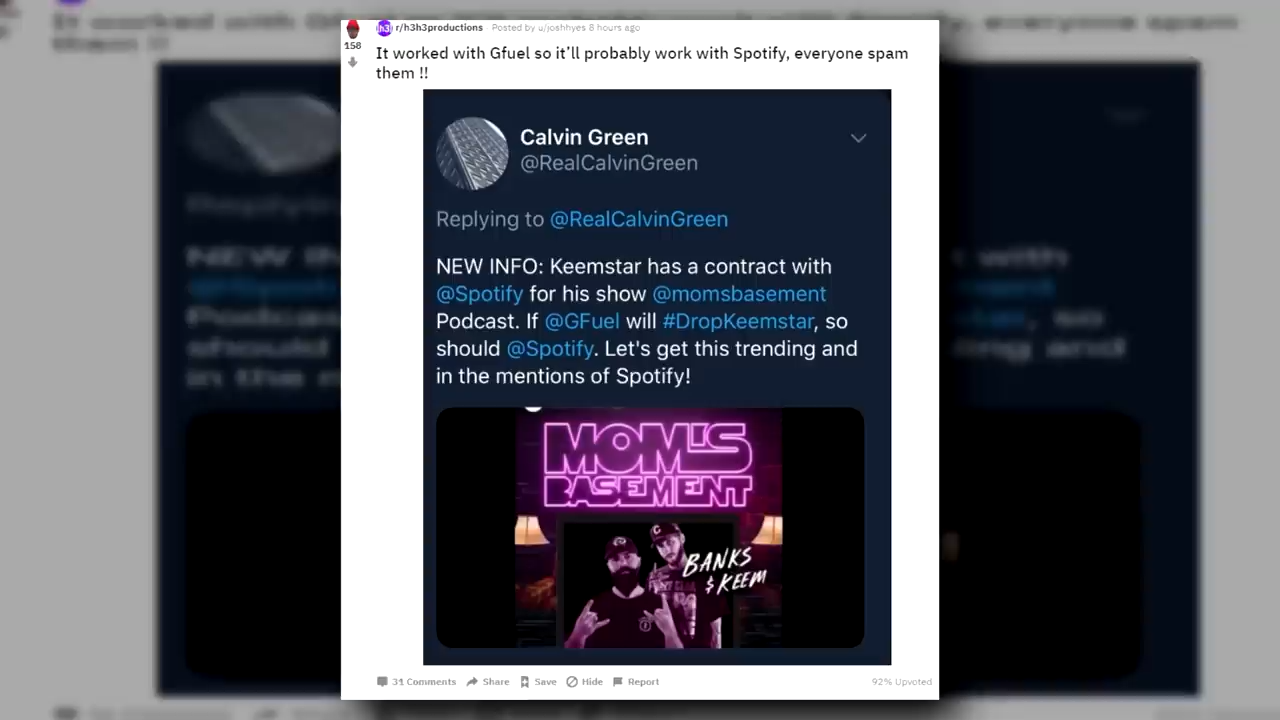 r/h3h3productions · Posted by u/joshhyes 8 hours ago
158
It worked with Gfuel so it'll probably work with Spotify, everyone spam
them !!
Calvin Green
@RealCalvinGreen
Replying to @RealCalvinGreen
NEW INFO: Keemstar has a contract with
@Spotify for his show @momsbasement
Podcast. If @GFuel will #DropKeemstar, so
should @Spotify. Let's get this trending and
in the mentions of Spotify!
MOM'S
BASEMENT
BANKS
& KEEM
31 Comments Share Save Hide Report 92% Upvoted